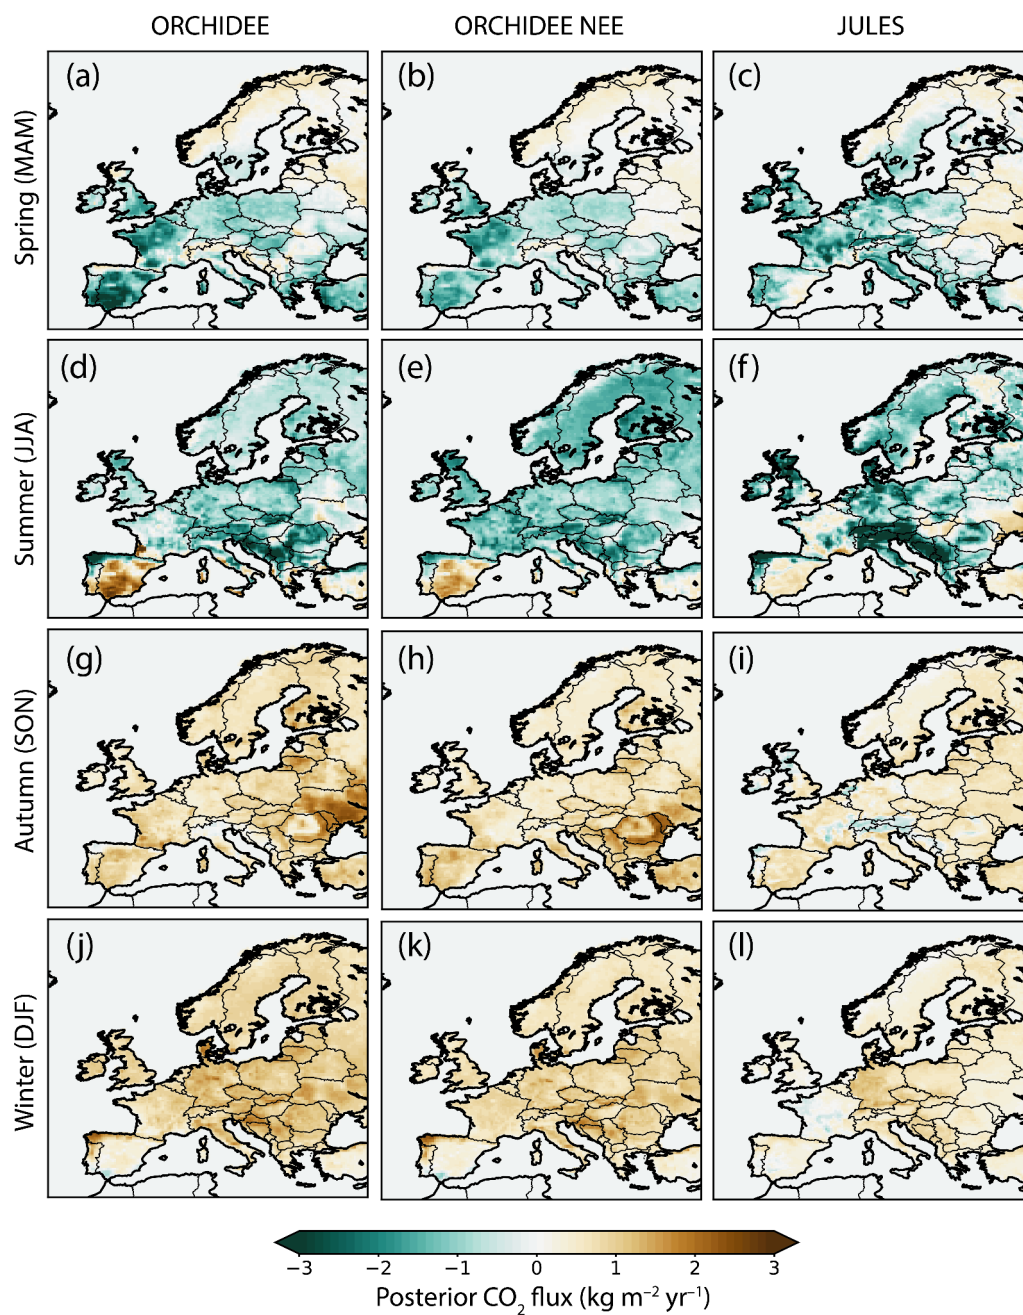 ORCHIDEE ORCHIDEE NEE JULES
Spring (MAM)
(a) (b) (c)
Summer (JJA)
(d) (e) (f)
Autumn (SON)
(g) (h) (i)
Winter (DJF)
(j) (k) (l)
−3 −2 −1 0 1 2 3
Posterior CO₂ flux (kg m⁻² yr⁻¹)